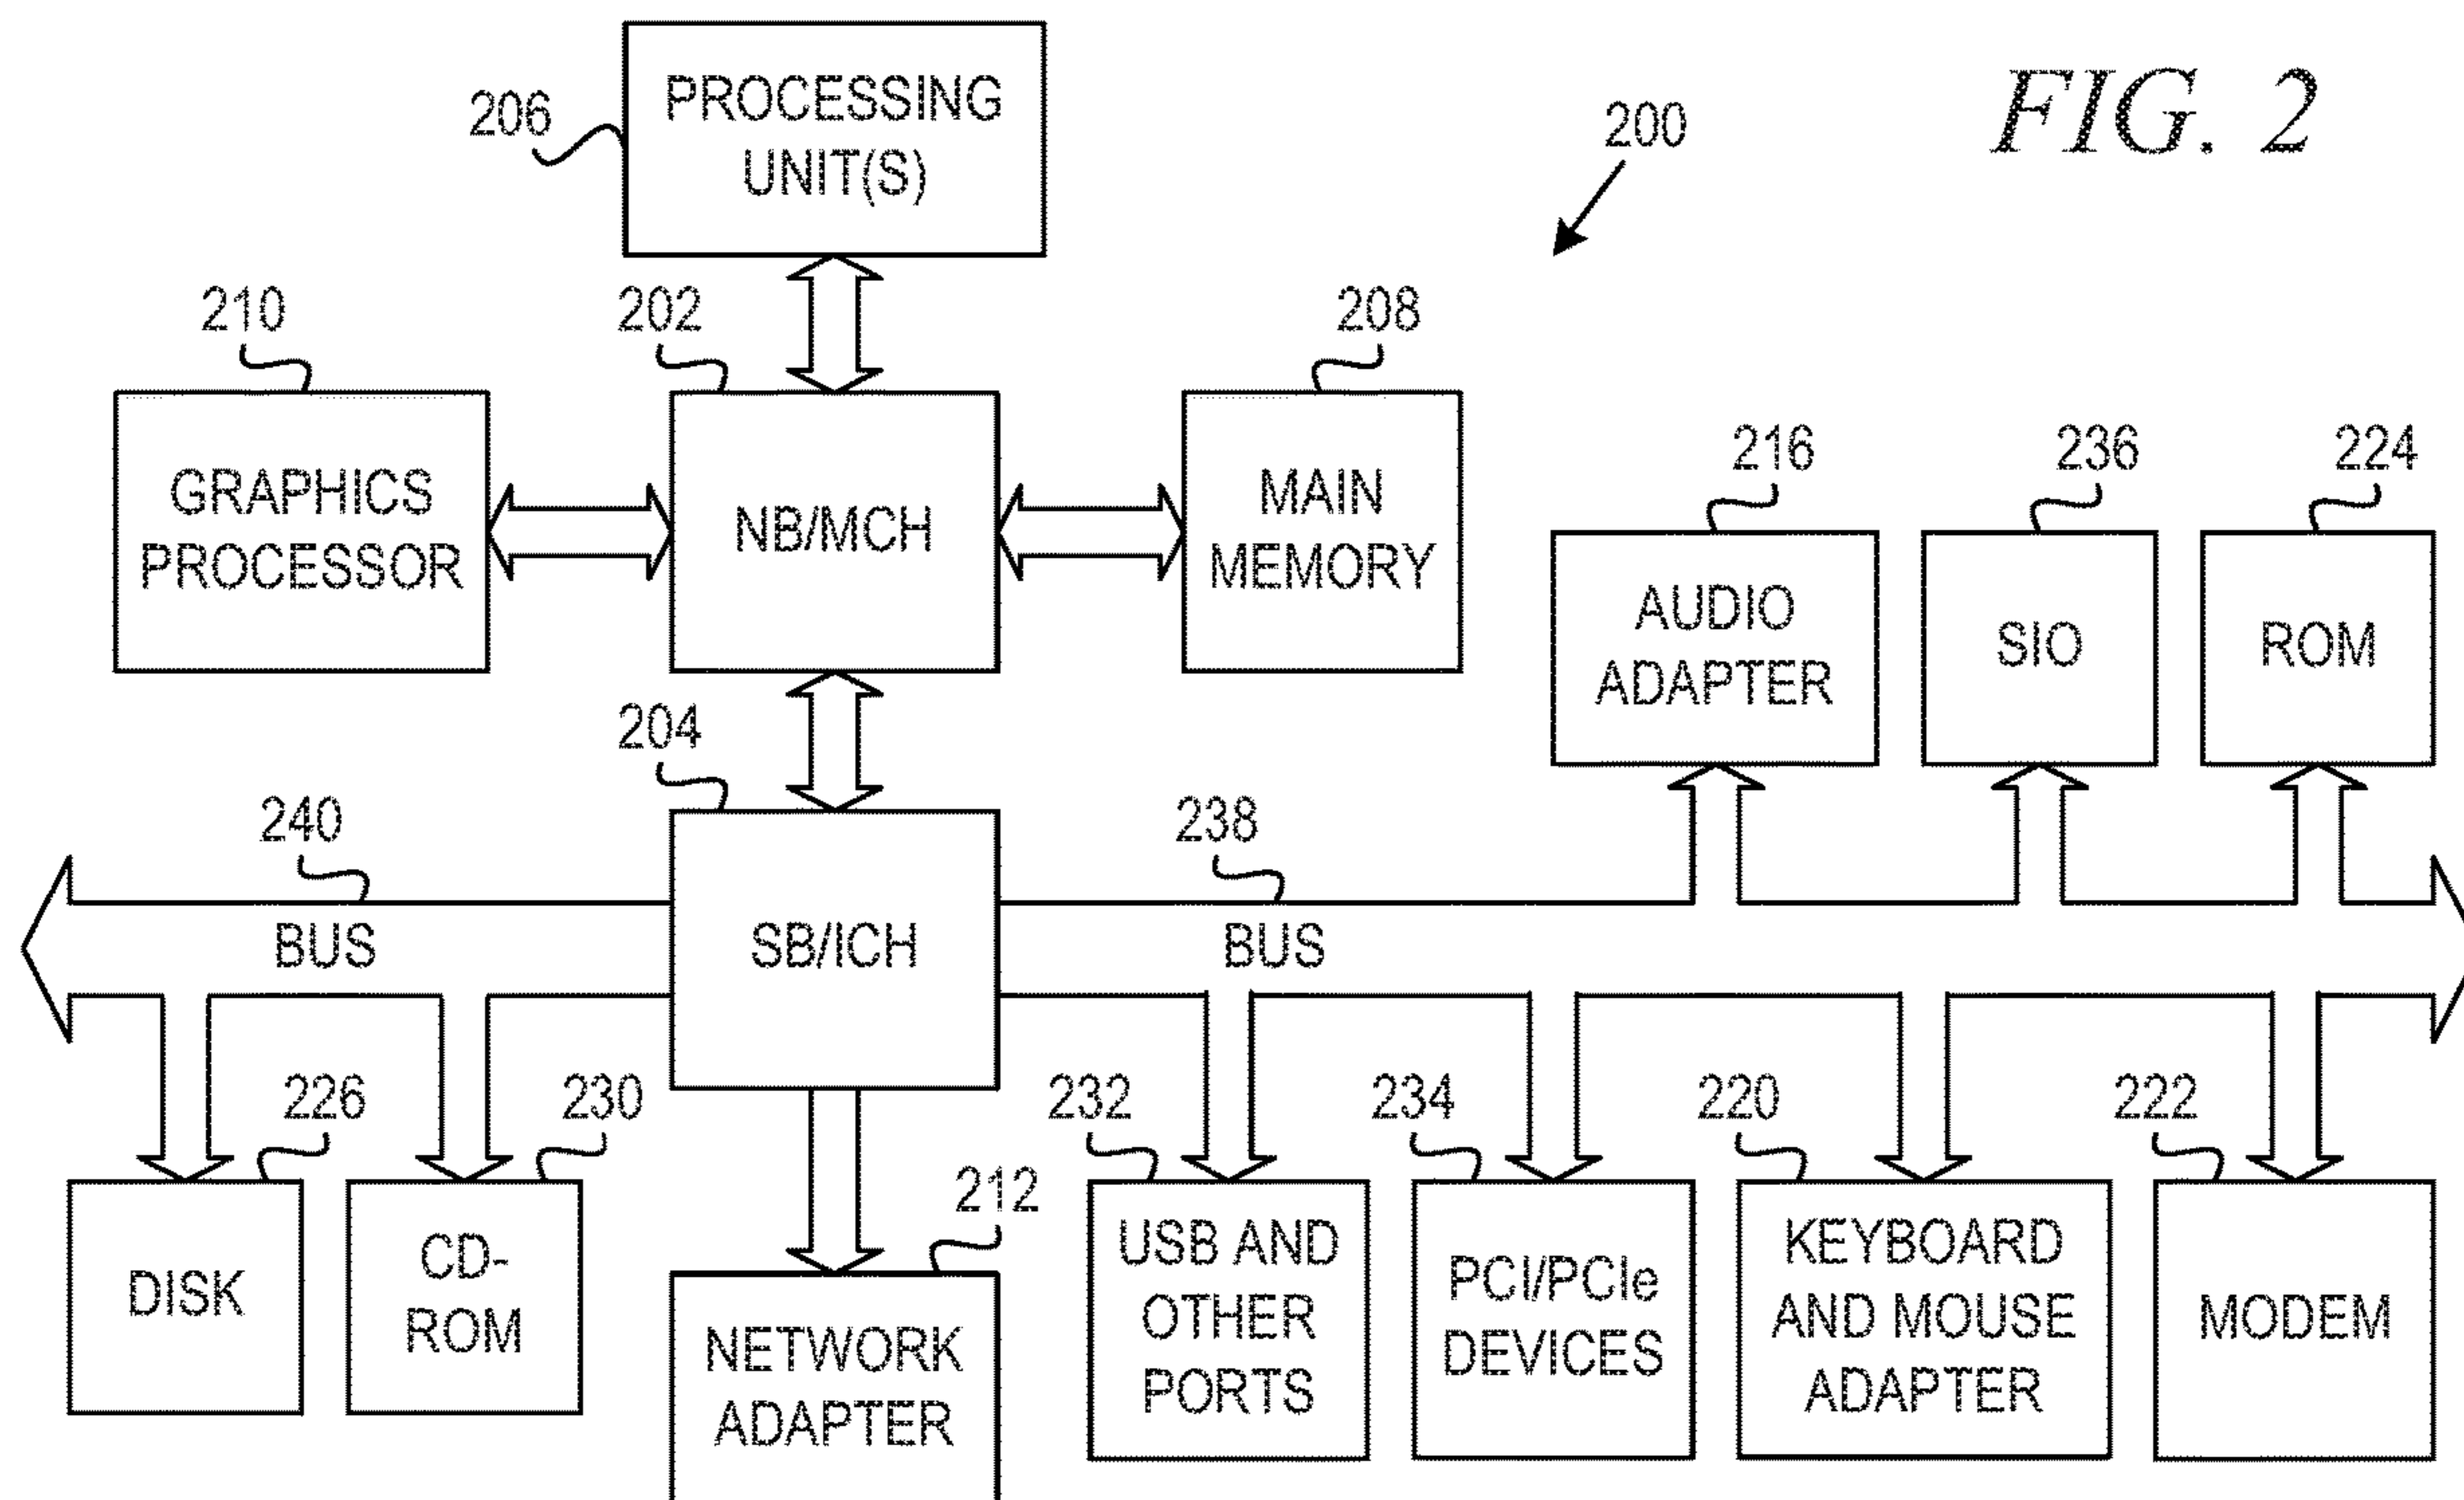 FIG. 2
200
206
PROCESSING
UNIT(S)
210
202
208
GRAPHICS
PROCESSOR
NB/MCH
MAIN
MEMORY
216
236
224
AUDIO
ADAPTER
SIO
ROM
204
240
238
BUS
SB/ICH
BUS
226
230
212
232
234
220
222
DISK
CD-
ROM
NETWORK
ADAPTER
USB AND
OTHER
PORTS
PCI/PCIe
DEVICES
KEYBOARD
AND MOUSE
ADAPTER
MODEM